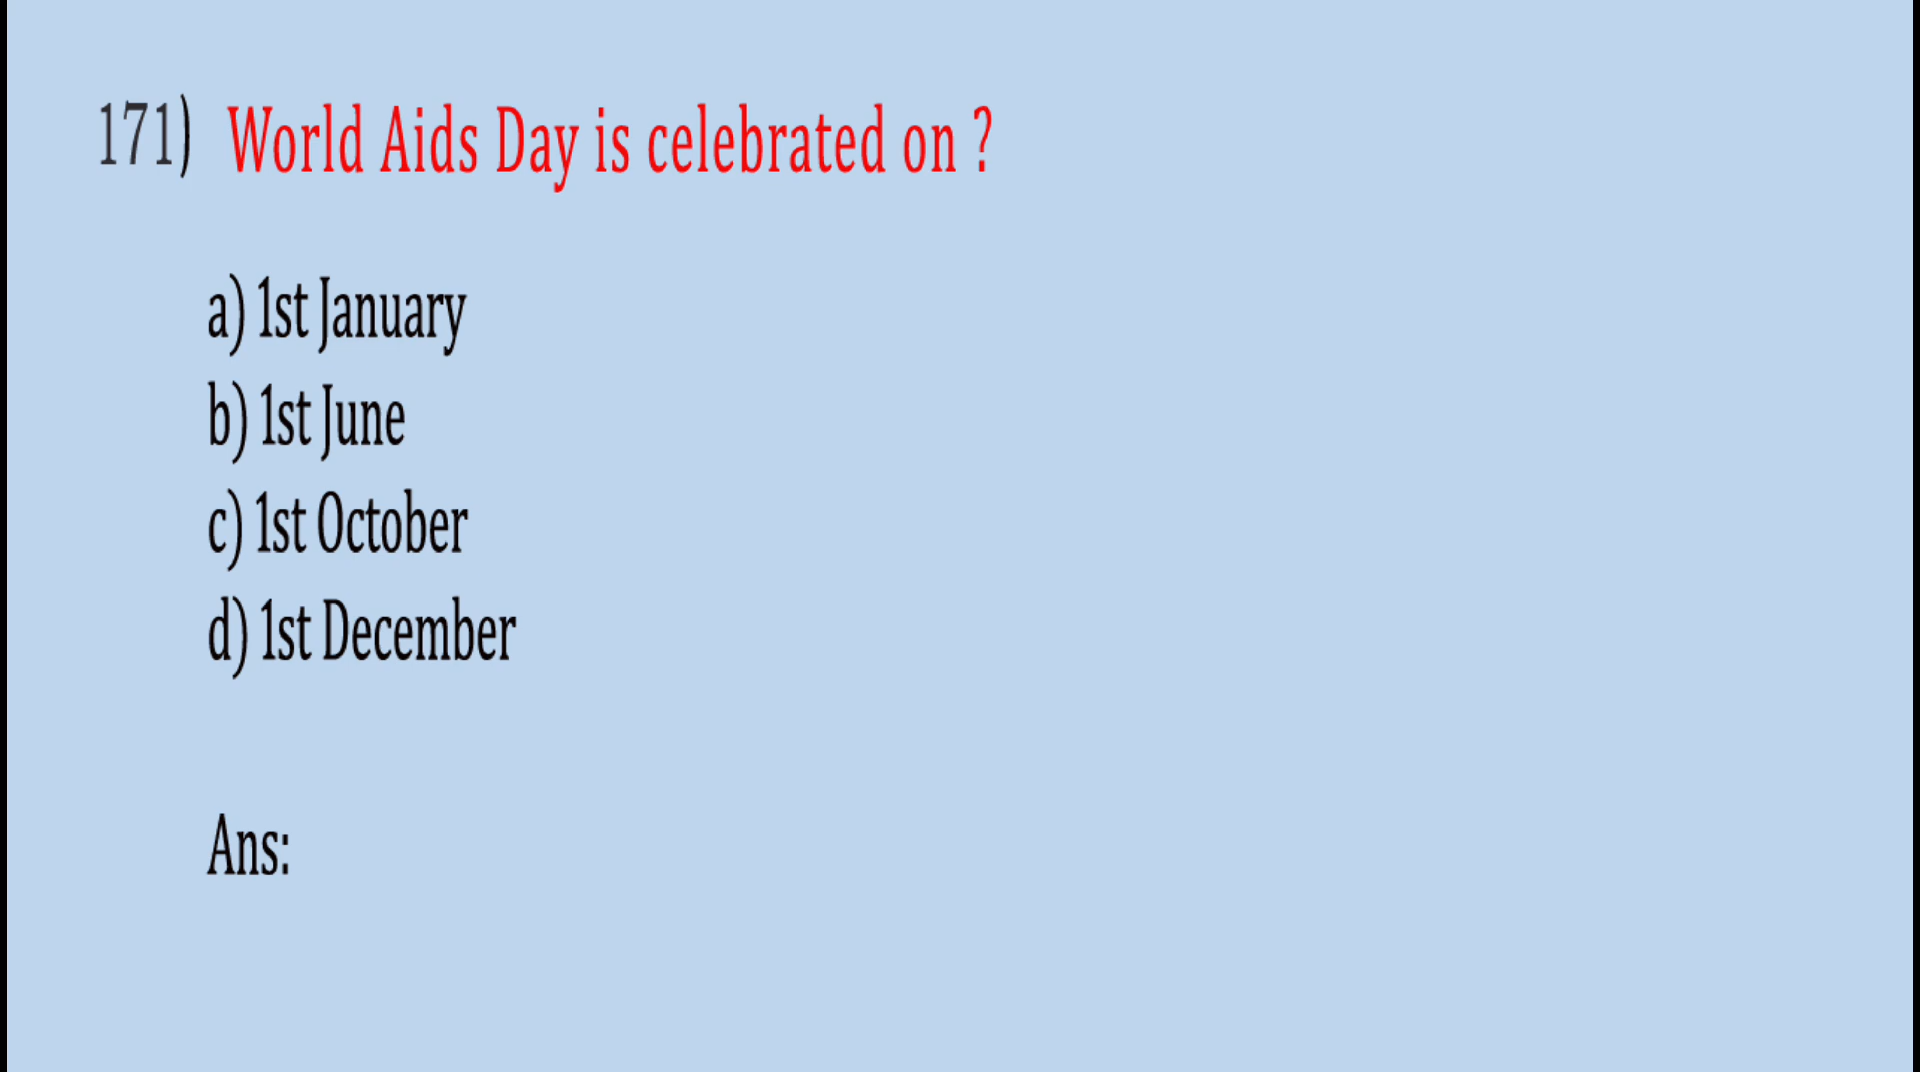 171) World Aids Day is celebrated on ?
a) 1st January
b) 1st June
c) 1st October
d) 1st December
Ans: